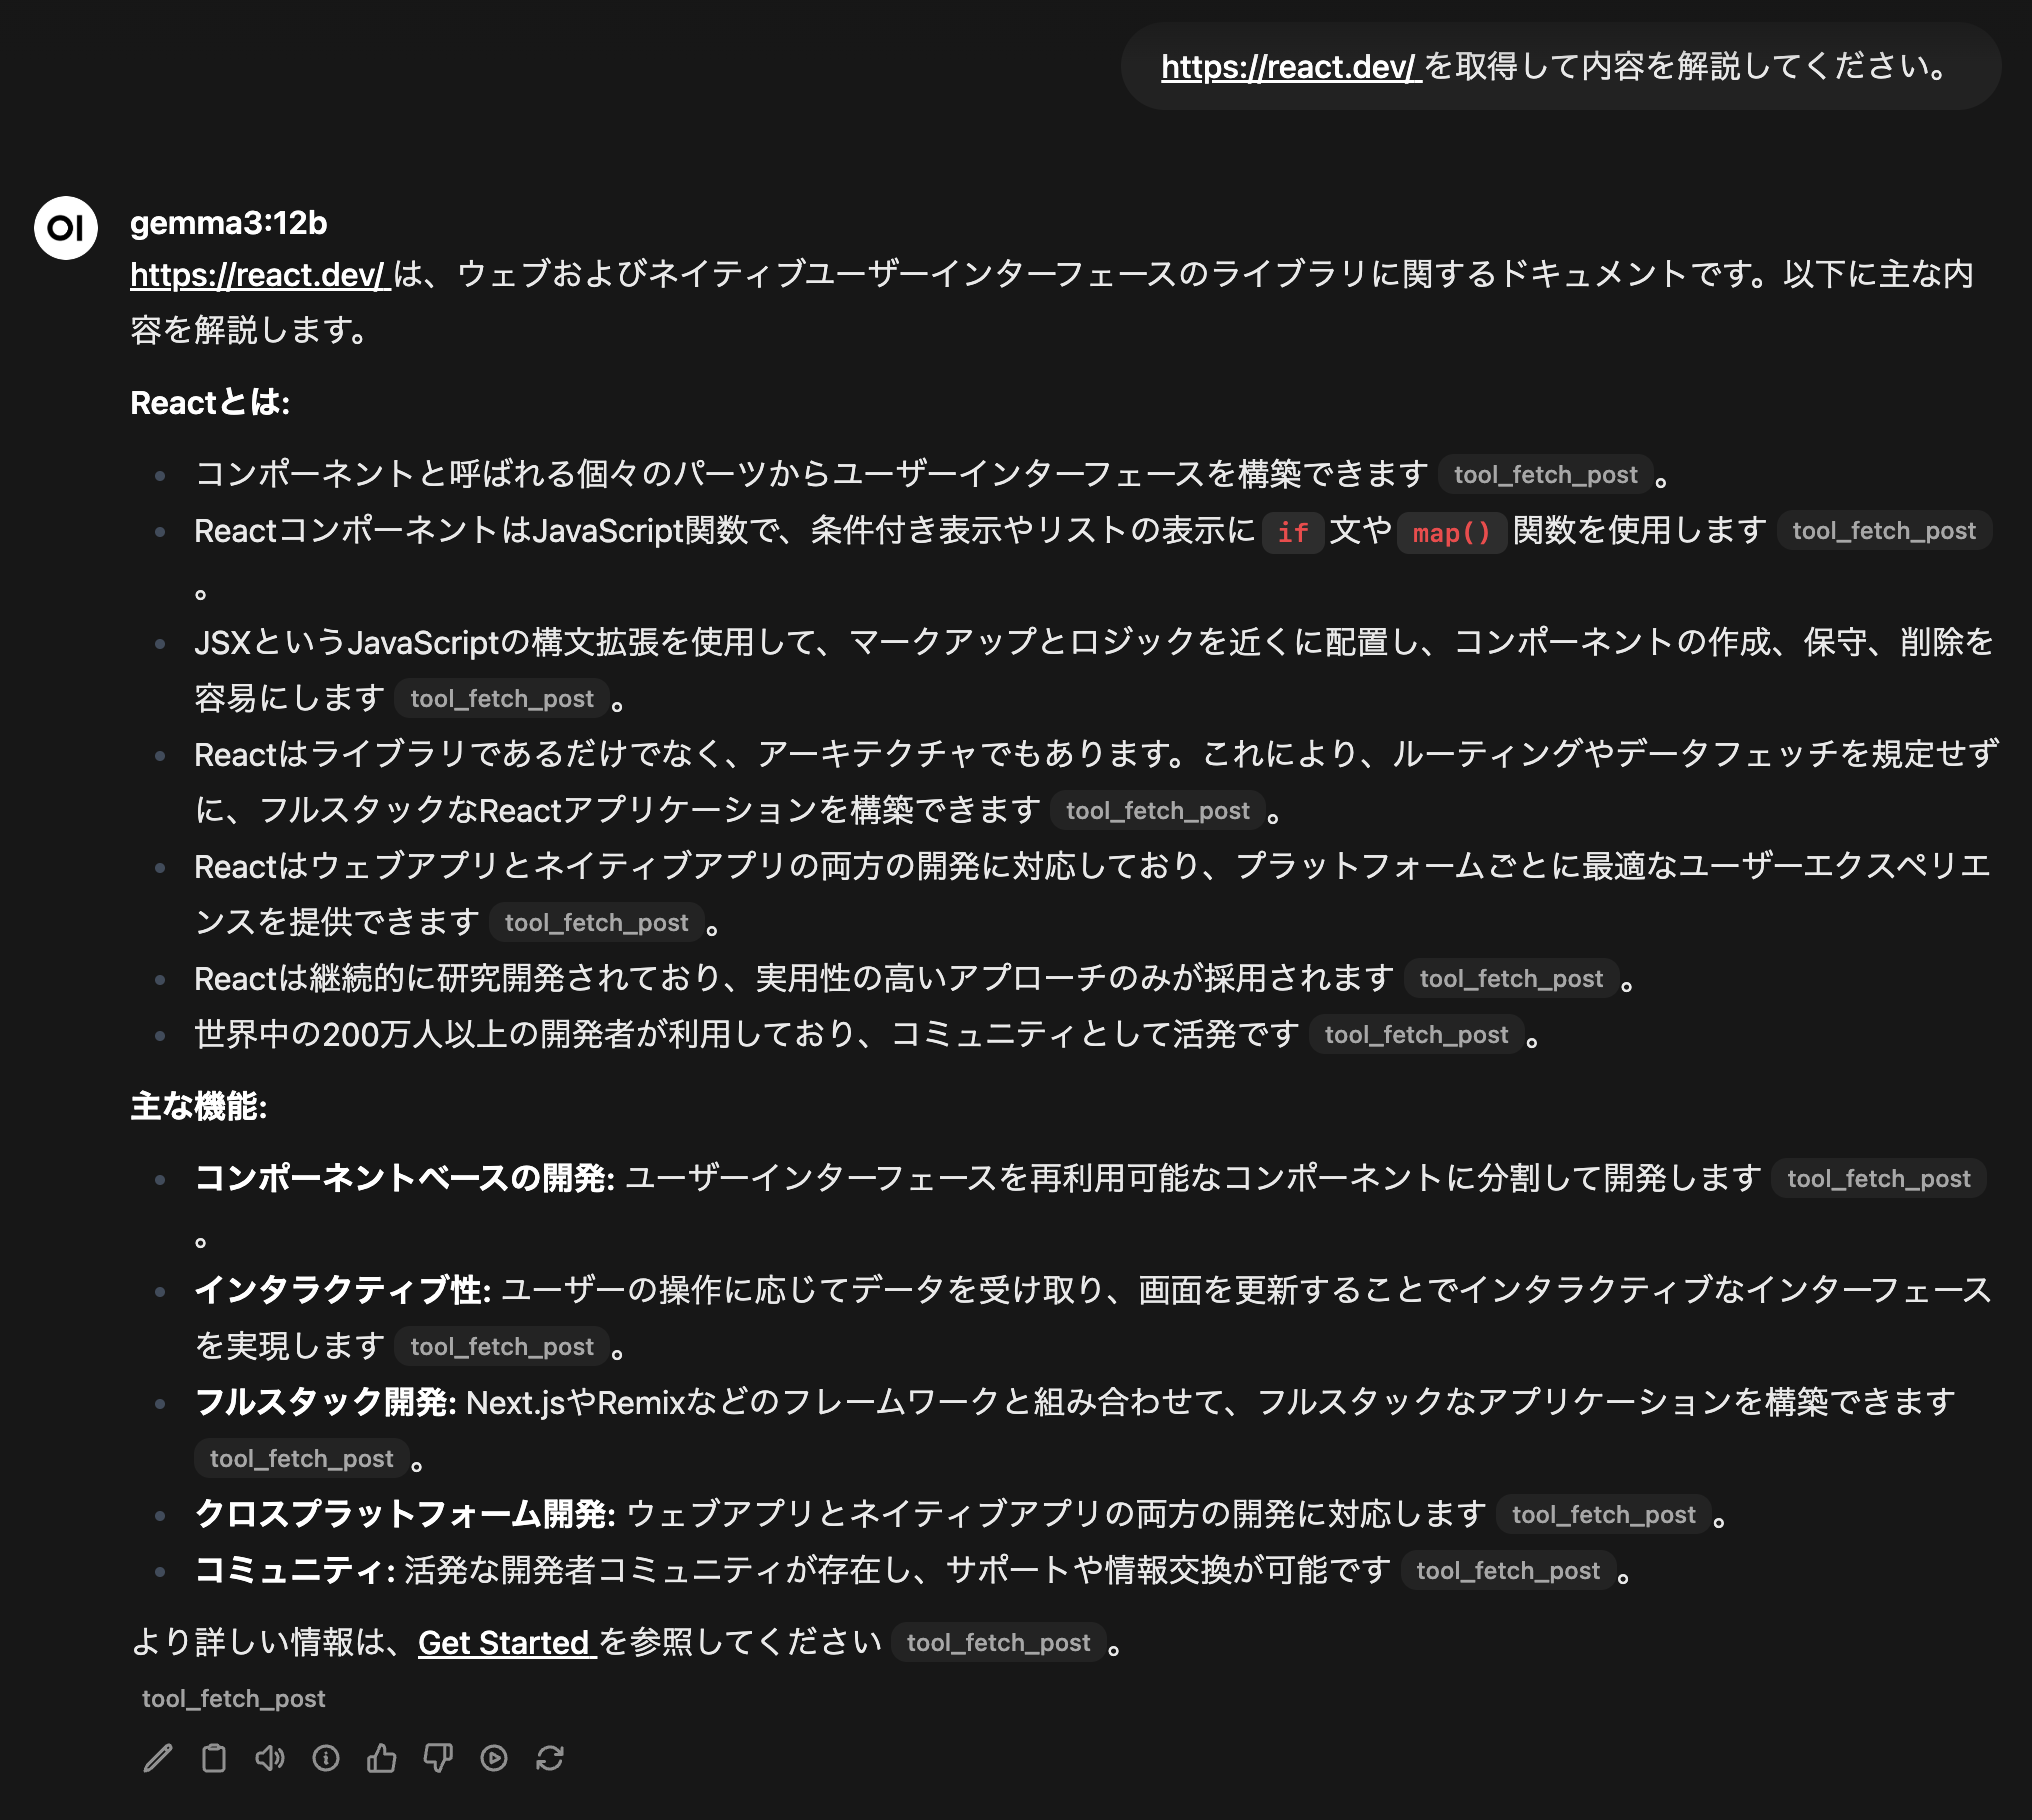 https://react.dev/ を取得して内容を解説してください。
OI
gemma3:12b
https://react.dev/ は、ウェブおよびネイティブユーザーインターフェースのライブラリに関するドキュメントです。以下に主な内
容を解説します。
Reactとは:
コンポーネントと呼ばれる個々のパーツからユーザーインターフェースを構築できます tool_fetch_post 。
ReactコンポーネントはJavaScript関数で、条件付き表示やリストの表示に if 文や map() 関数を使用します tool_fetch_post
。
JSXというJavaScriptの構文拡張を使用して、マークアップとロジックを近くに配置し、コンポーネントの作成、保守、削除を
容易にします tool_fetch_post 。
Reactはライブラリであるだけでなく、アーキテクチャでもあります。これにより、ルーティングやデータフェッチを規定せず
に、フルスタックなReactアプリケーションを構築できます tool_fetch_post 。
Reactはウェブアプリとネイティブアプリの両方の開発に対応しており、プラットフォームごとに最適なユーザーエクスペリエ
ンスを提供できます tool_fetch_post 。
Reactは継続的に研究開発されており、実用性の高いアプローチのみが採用されます tool_fetch_post 。
世界中の200万人以上の開発者が利用しており、コミュニティとして活発です tool_fetch_post 。
主な機能:
コンポーネントベースの開発: ユーザーインターフェースを再利用可能なコンポーネントに分割して開発します tool_fetch_post
。
インタラクティブ性: ユーザーの操作に応じてデータを受け取り、画面を更新することでインタラクティブなインターフェース
を実現します tool_fetch_post 。
フルスタック開発: Next.jsやRemixなどのフレームワークと組み合わせて、フルスタックなアプリケーションを構築できます
tool_fetch_post 。
クロスプラットフォーム開発: ウェブアプリとネイティブアプリの両方の開発に対応します tool_fetch_post 。
コミュニティ: 活発な開発者コミュニティが存在し、サポートや情報交換が可能です tool_fetch_post 。
より詳しい情報は、Get Started を参照してください tool_fetch_post 。
tool_fetch_post